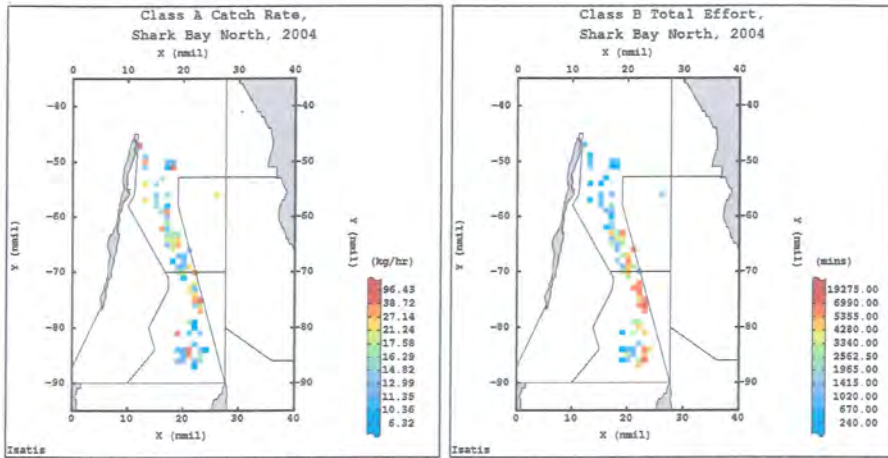 Class A Catch Rate,
Shark Bay North, 2004
X (nmil)
0 10 20 30 40
-40
-50
-60
-70
-80
-90
-40
-50
-60
-70
-80
-90
Y (nmil)
Y (nmil)
(kg/hr)
96.43
38.72
27.14
21.24
17.58
16.29
14.82
12.99
11.35
10.36
6.32
0 10 20 30 40
X (nmil)
Isatis
Class B Total Effort,
Shark Bay North, 2004
X (nmil)
0 10 20 30 40
-40
-50
-60
-70
-80
-90
-40
-50
-60
-70
-80
-90
Y (nmil)
Y (nmil)
(mins)
19275.00
6990.00
5355.00
4280.00
3340.00
2562.50
1965.00
1415.00
1020.00
670.00
240.00
0 10 20 30 40
X (nmil)
Isatis